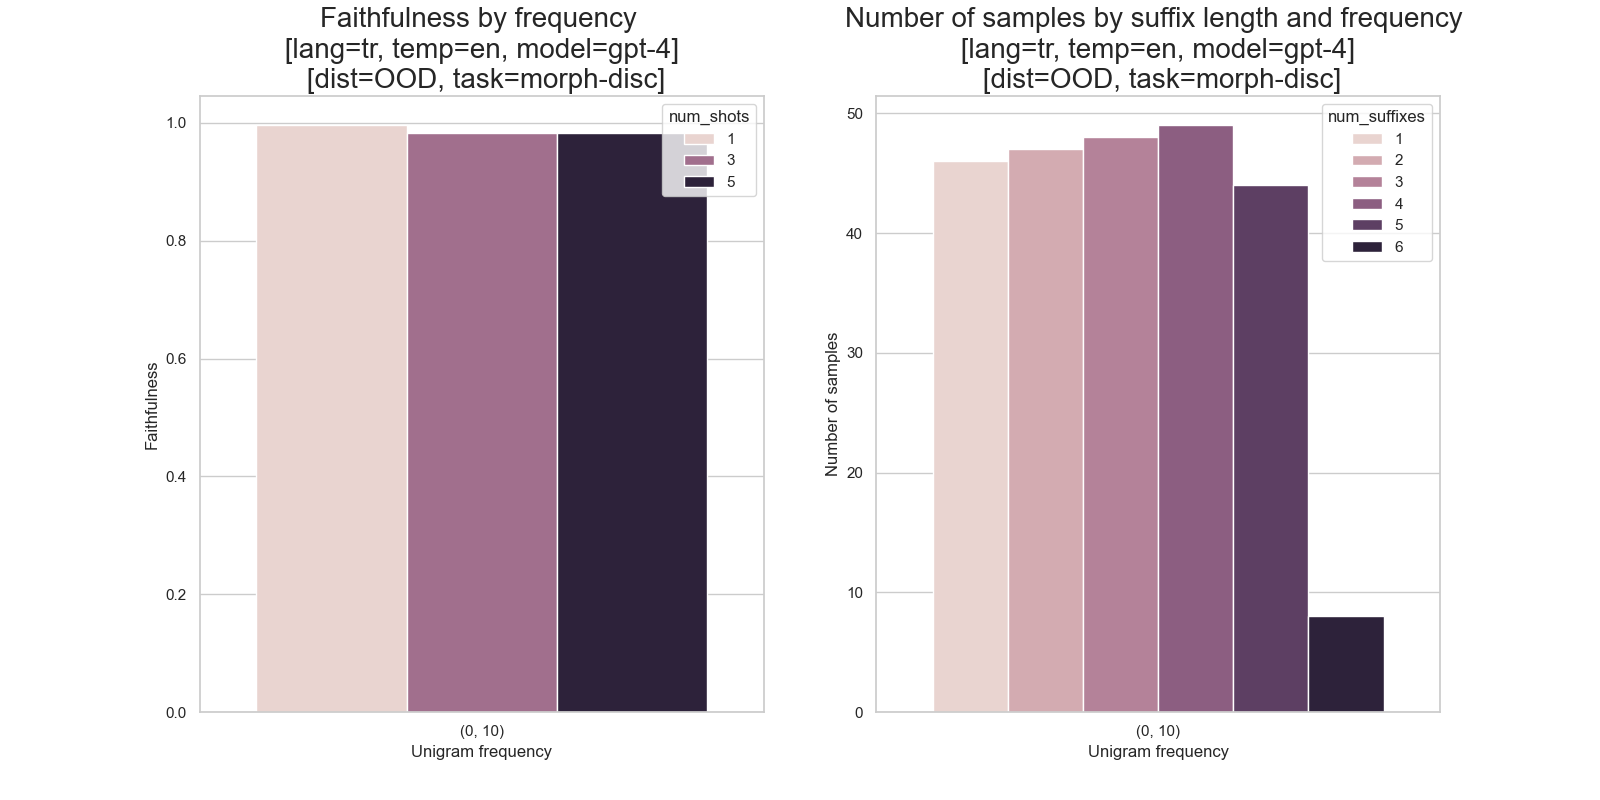 Faithfulness by frequency
[lang=tr, temp=en, model=gpt-4]
[dist=OOD, task=morph-disc]
num_shots
1
3
5
1.0
0.8
0.6
0.4
0.2
0.0
Faithfulness
(0, 10)
Unigram frequency
Number of samples by suffix length and frequency
[lang=tr, temp=en, model=gpt-4]
[dist=OOD, task=morph-disc]
num_suffixes
1
2
3
4
5
6
50
40
30
20
10
0
Number of samples
(0, 10)
Unigram frequency